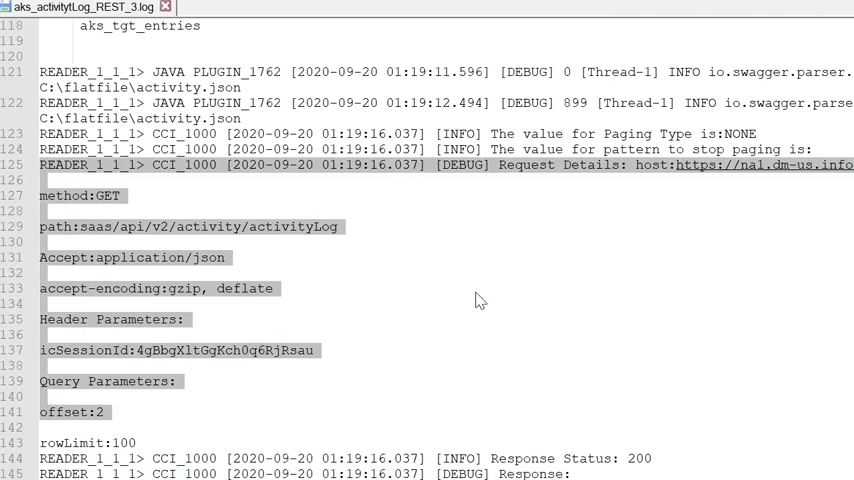 aks_activitytLog_REST_3.log
118 aks_tgt_entries
119
120
121 READER_1_1_1> JAVA PLUGIN_1762 [2020-09-20 01:19:11.596] [DEBUG] 0 [Thread-1] INFO io.swagger.parser.
C:\flatfile\activity.json
122 READER_1_1_1> JAVA PLUGIN_1762 [2020-09-20 01:19:12.494] [DEBUG] 899 [Thread-1] INFO io.swagger.parse
C:\flatfile\activity.json
123 READER_1_1_1> CCI_1000 [2020-09-20 01:19:16.037] [INFO] The value for Paging Type is:NONE
124 READER_1_1_1> CCI_1000 [2020-09-20 01:19:16.037] [INFO] The value for pattern to stop paging is:
125 READER_1_1_1> CCI_1000 [2020-09-20 01:19:16.037] [DEBUG] Request Details: host:https://na1.dm-us.info
126
127 method:GET
128
129 path:saas/api/v2/activity/activityLog
130
131 Accept:application/json
132
133 accept-encoding:gzip, deflate
134
135 Header Parameters:
136
137 icSessionId:4gBbgXltGgKch0q6RjRsau
138
139 Query Parameters:
140
141 offset:2
142
143 rowLimit:100
144 READER_1_1_1> CCI_1000 [2020-09-20 01:19:16.037] [INFO] Response Status: 200
145 READER_1_1_1> CCI_1000 [2020-09-20 01:19:16.037] [DEBUG] Response: